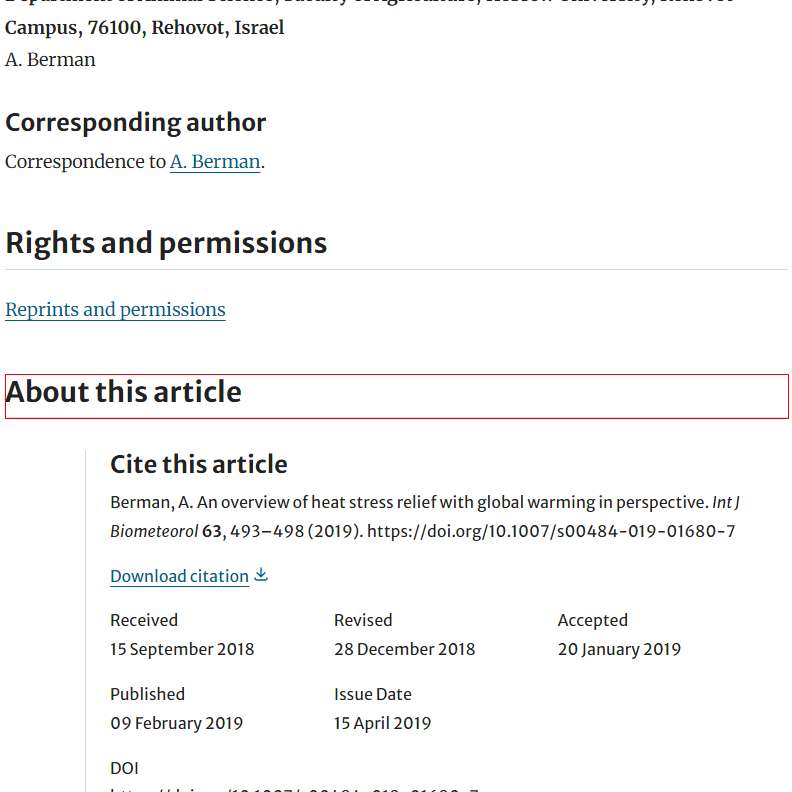 Campus, 76100, Rehovot, Israel
A. Berman
Corresponding author
Correspondence to A. Berman.
Rights and permissions
Reprints and permissions
About this article
Cite this article
Berman, A. An overview of heat stress relief with global warming in perspective. Int J
Biometeorol 63, 493–498 (2019). https://doi.org/10.1007/s00484-019-01680-7
Download citation
Received Revised Accepted
15 September 2018 28 December 2018 20 January 2019
Published Issue Date
09 February 2019 15 April 2019
DOI